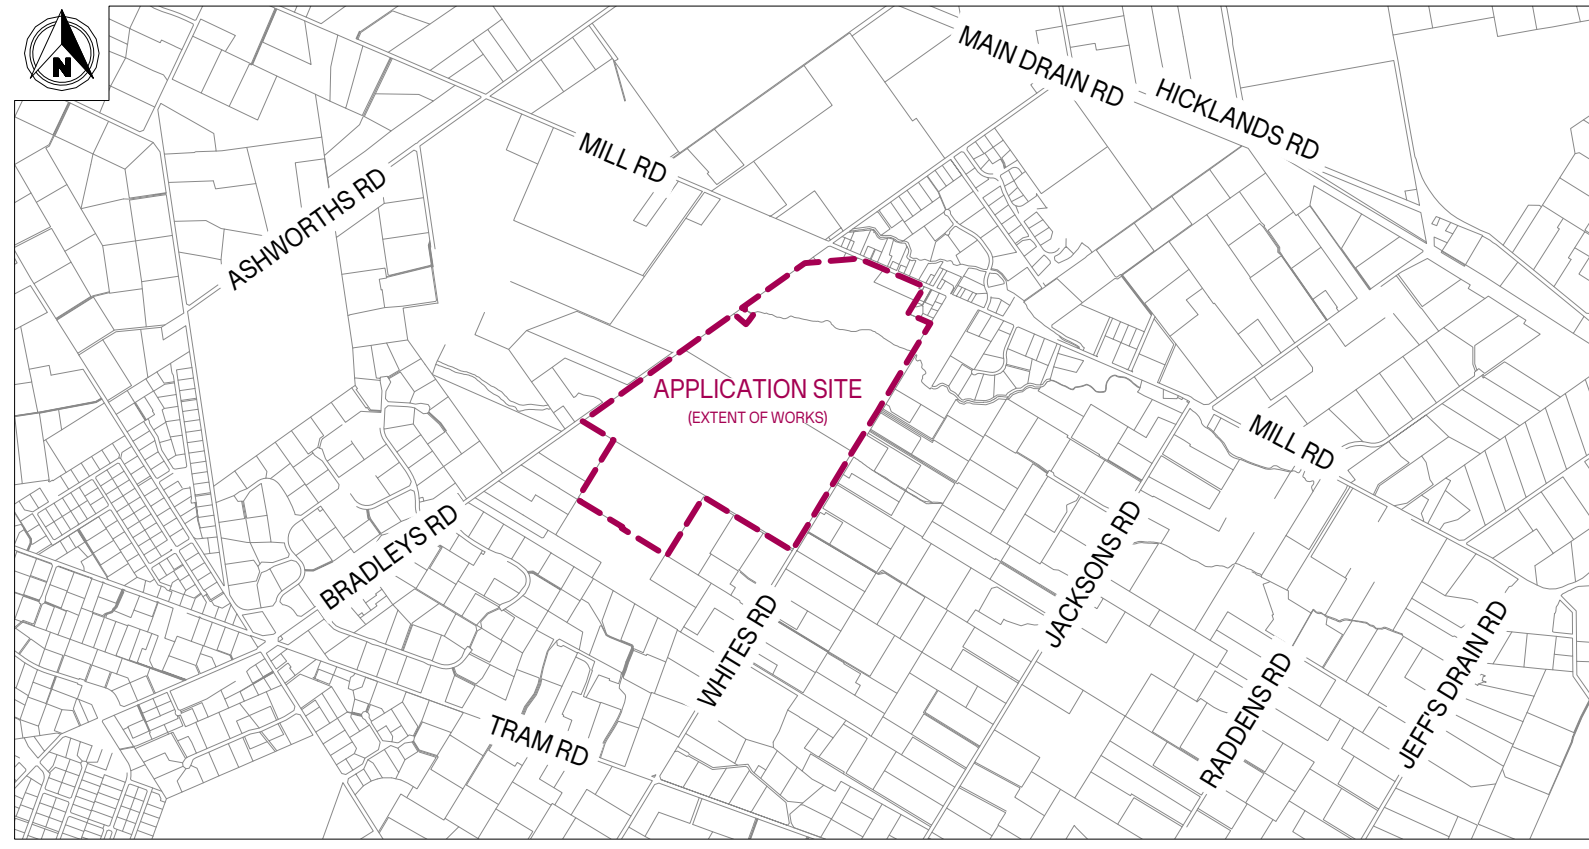 N
MAIN DRAIN RD
HICKLANDS RD
MILL RD
ASHWORTHS RD
APPLICATION SITE
(EXTENT OF WORKS)
MILL RD
BRADLEYS RD
JACKSONS RD
WHITES RD
JEFF'S DRAIN RD
RADDENS RD
TRAM RD